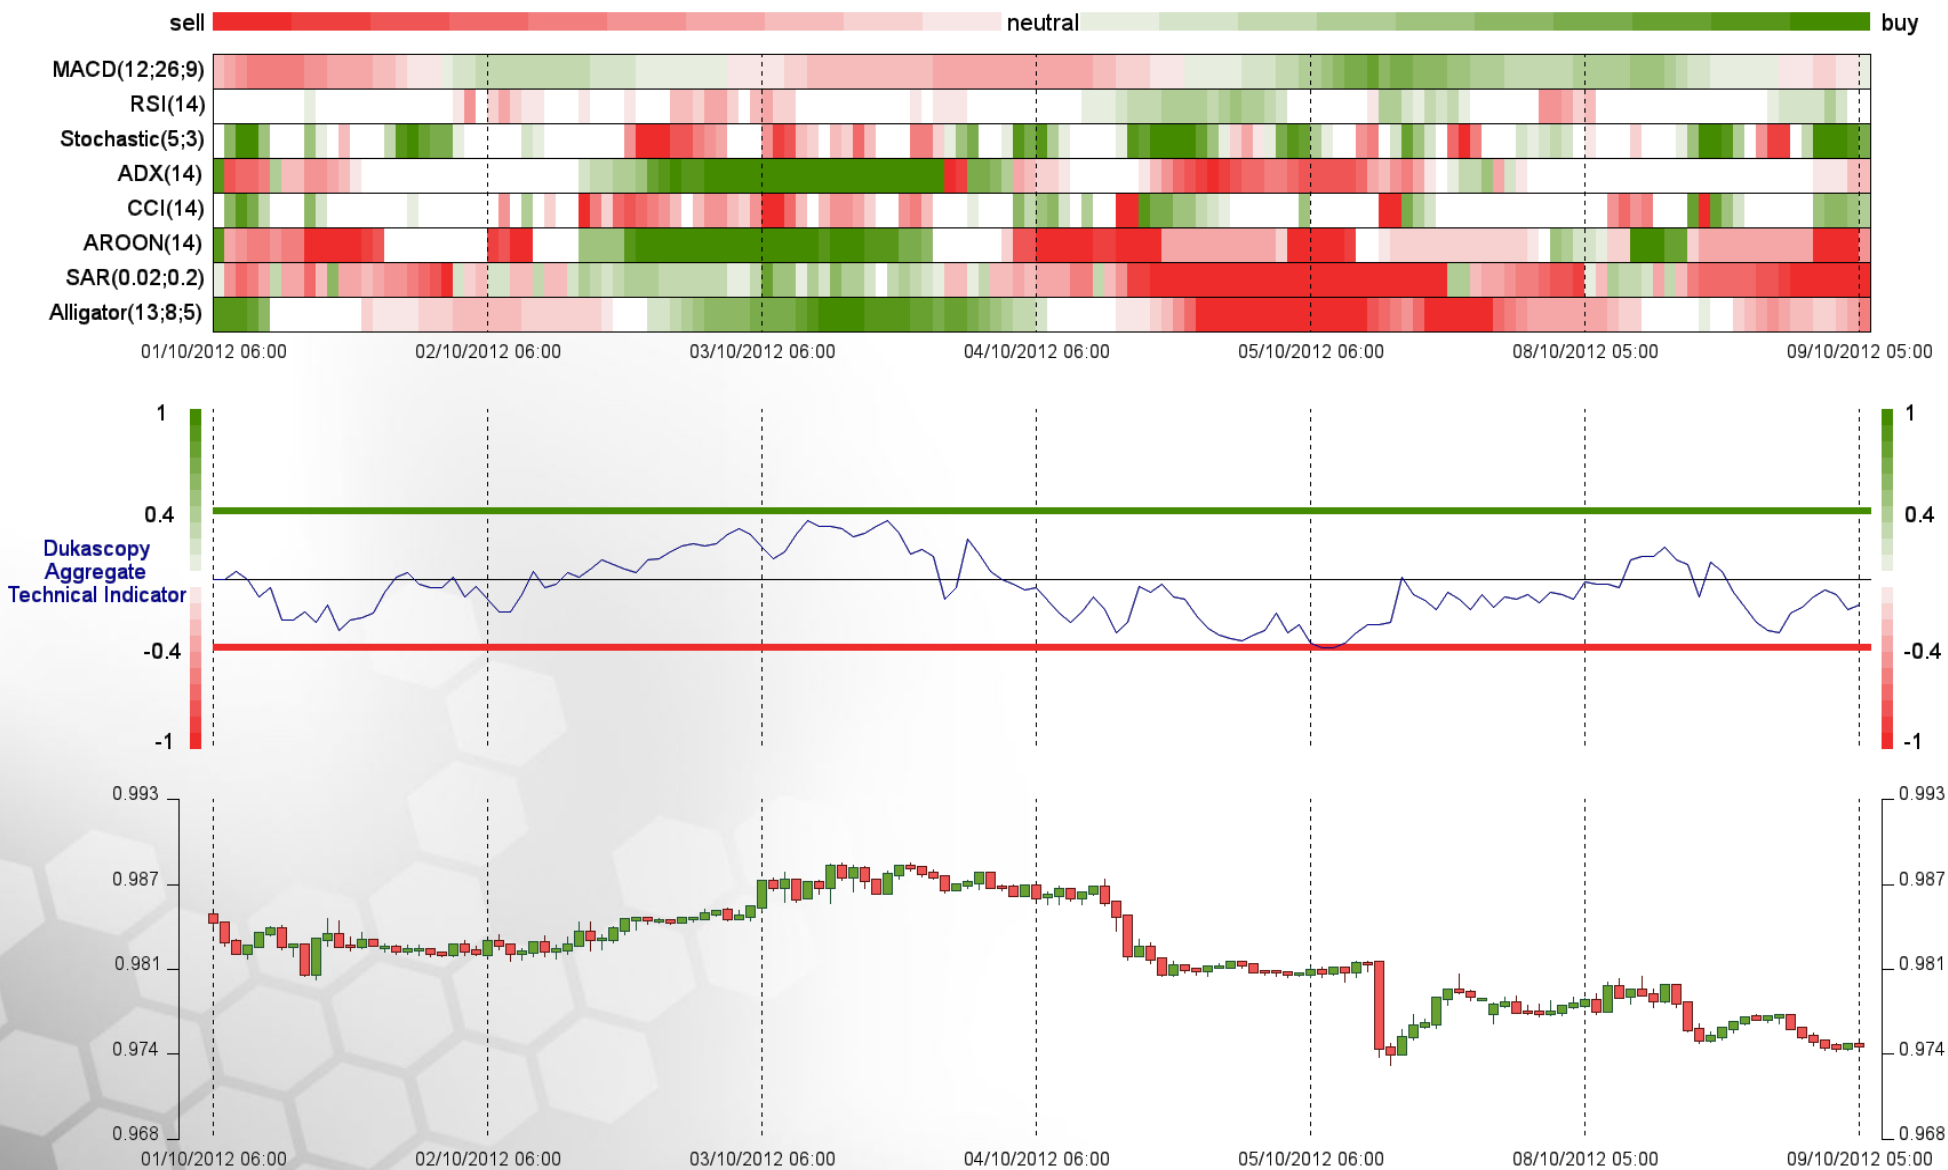 sell neutral buy
MACD(12;26;9)
RSI(14)
Stochastic(5;3)
ADX(14)
CCI(14)
AROON(14)
SAR(0.02;0.2)
Alligator(13;8;5)
01/10/2012 06:00 02/10/2012 06:00 03/10/2012 06:00 04/10/2012 06:00 05/10/2012 06:00 08/10/2012 05:00 09/10/2012 05:00
1 1
0.4 0.4
Dukascopy
Aggregate
Technical Indicator
-0.4 -0.4
-1 -1
0.993 0.993
0.987 0.987
0.981 0.981
0.974 0.974
0.968 0.968
01/10/2012 06:00 02/10/2012 06:00 03/10/2012 06:00 04/10/2012 06:00 05/10/2012 06:00 08/10/2012 05:00 09/10/2012 05:00